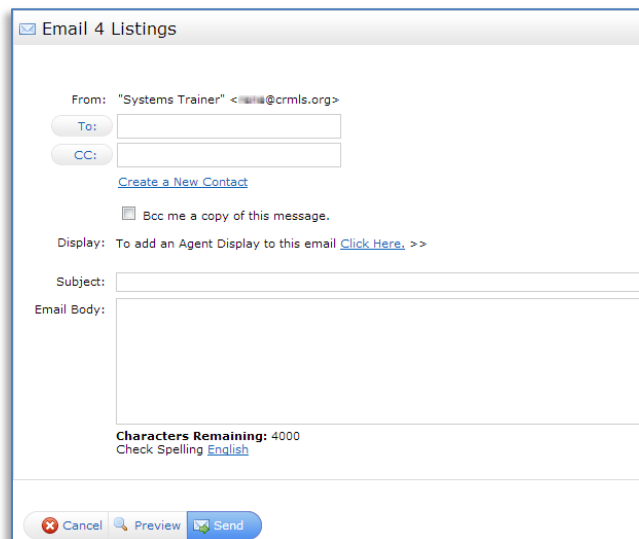 Email 4 Listings
From: "Systems Trainer" <@crmls.org>
To:
CC:
Create a New Contact
Bcc me a copy of this message.
Display: To add an Agent Display to this email Click Here. >>
Subject:
Email Body:
Characters Remaining: 4000
Check Spelling English
Cancel Preview Send